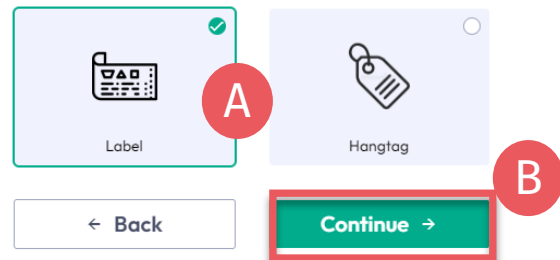 A
Label
Hangtag
B
← Back
Continue →